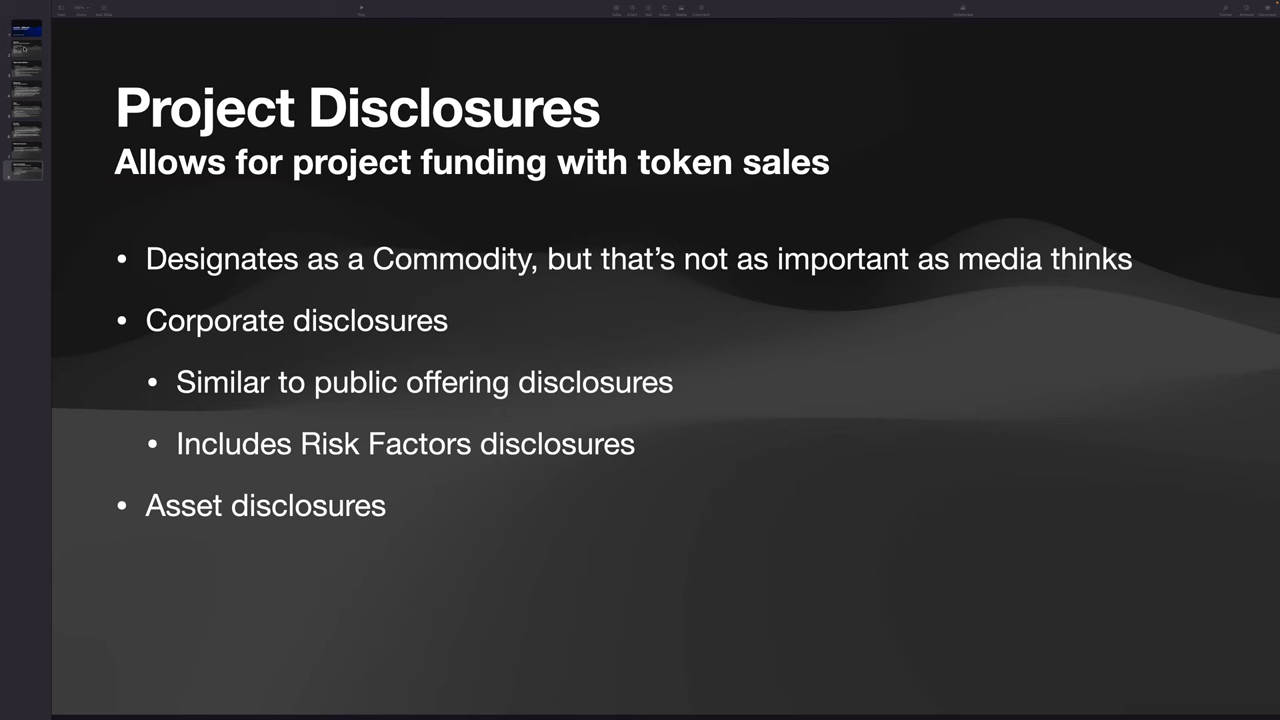 Project Disclosures
Allows for project funding with token sales
• Designates as a Commodity, but that’s not as important as media thinks
• Corporate disclosures
• Similar to public offering disclosures
• Includes Risk Factors disclosures
• Asset disclosures